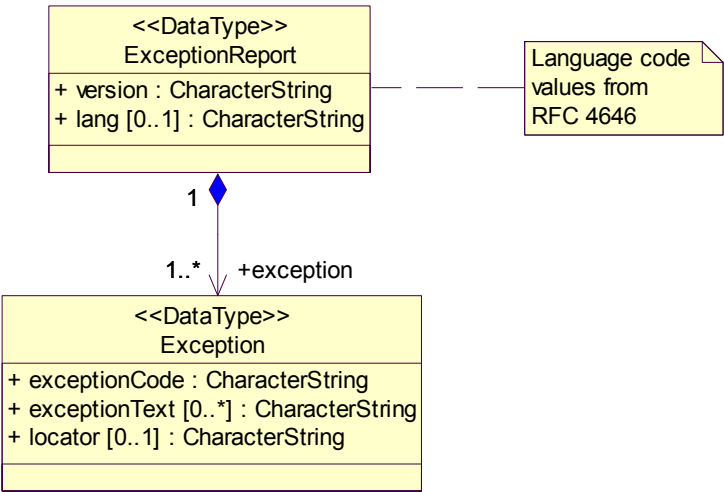 <<DataType>>
ExceptionReport
+ version : CharacterString
+ lang [0..1] : CharacterString
Language code
values from
RFC 4646
1
1..*
+exception
<<DataType>>
Exception
+ exceptionCode : CharacterString
+ exceptionText [0..*] : CharacterString
+ locator [0..1] : CharacterString